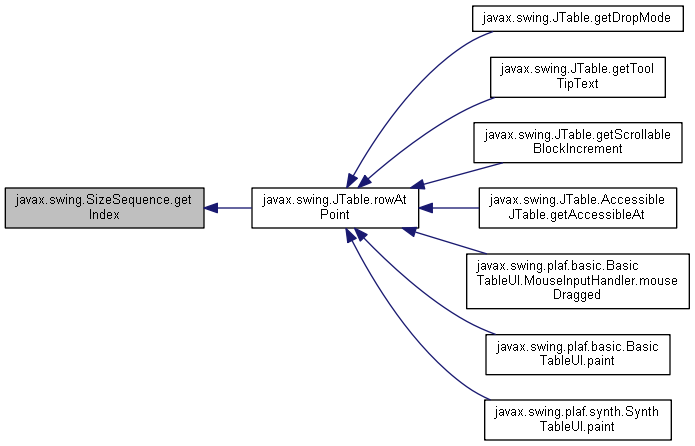 javax.swing.JTable.getDropMode
javax.swing.JTable.getTool
TipText
javax.swing.JTable.getScrollable
BlockIncrement
javax.swing.SizeSequence.get
Index
javax.swing.JTable.rowAt
Point
javax.swing.JTable.Accessible
JTable.getAccessibleAt
javax.swing.plaf.basic.Basic
TableUI.MouseInputHandler.mouse
Dragged
javax.swing.plaf.basic.Basic
TableUI.paint
javax.swing.plaf.synth.Synth
TableUI.paint